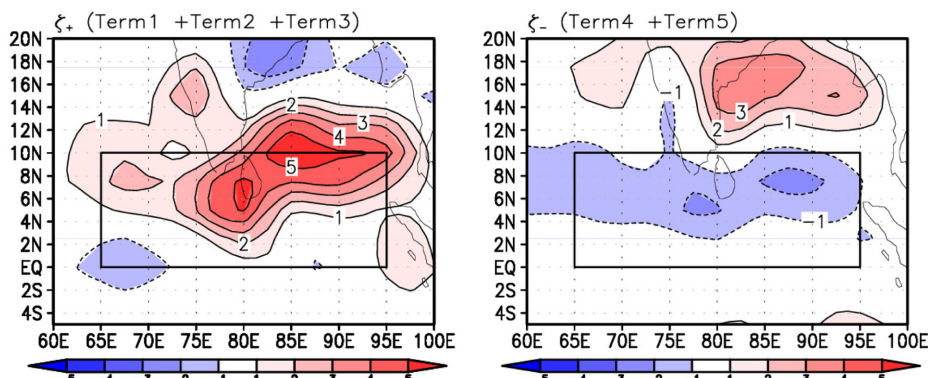 ζ₊ (Term1 +Term2 +Term3)
20N
18N
16N
14N
12N
10N
8N
6N
4N
2N
EQ
2S
4S
60E 65E 70E 75E 80E 85E 90E 95E 100E
1
2
3
4
5
1
2
ζ₋ (Term4 +Term5)
20N
18N
16N
14N
12N
10N
8N
6N
4N
2N
EQ
2S
4S
60E 65E 70E 75E 80E 85E 90E 95E 100E
−1
3
2
1
−1